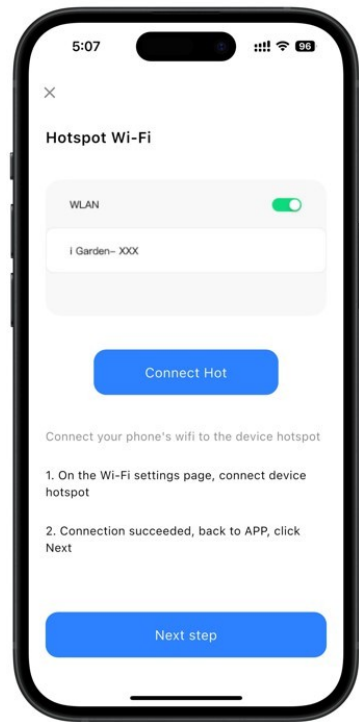 5:07
96
Hotspot Wi-Fi
WLAN
i Garden– XXX
Connect Hot
Connect your phone's wifi to the device hotspot
1. On the Wi-Fi settings page, connect device
hotspot
2. Connection succeeded, back to APP, click
Next
Next step